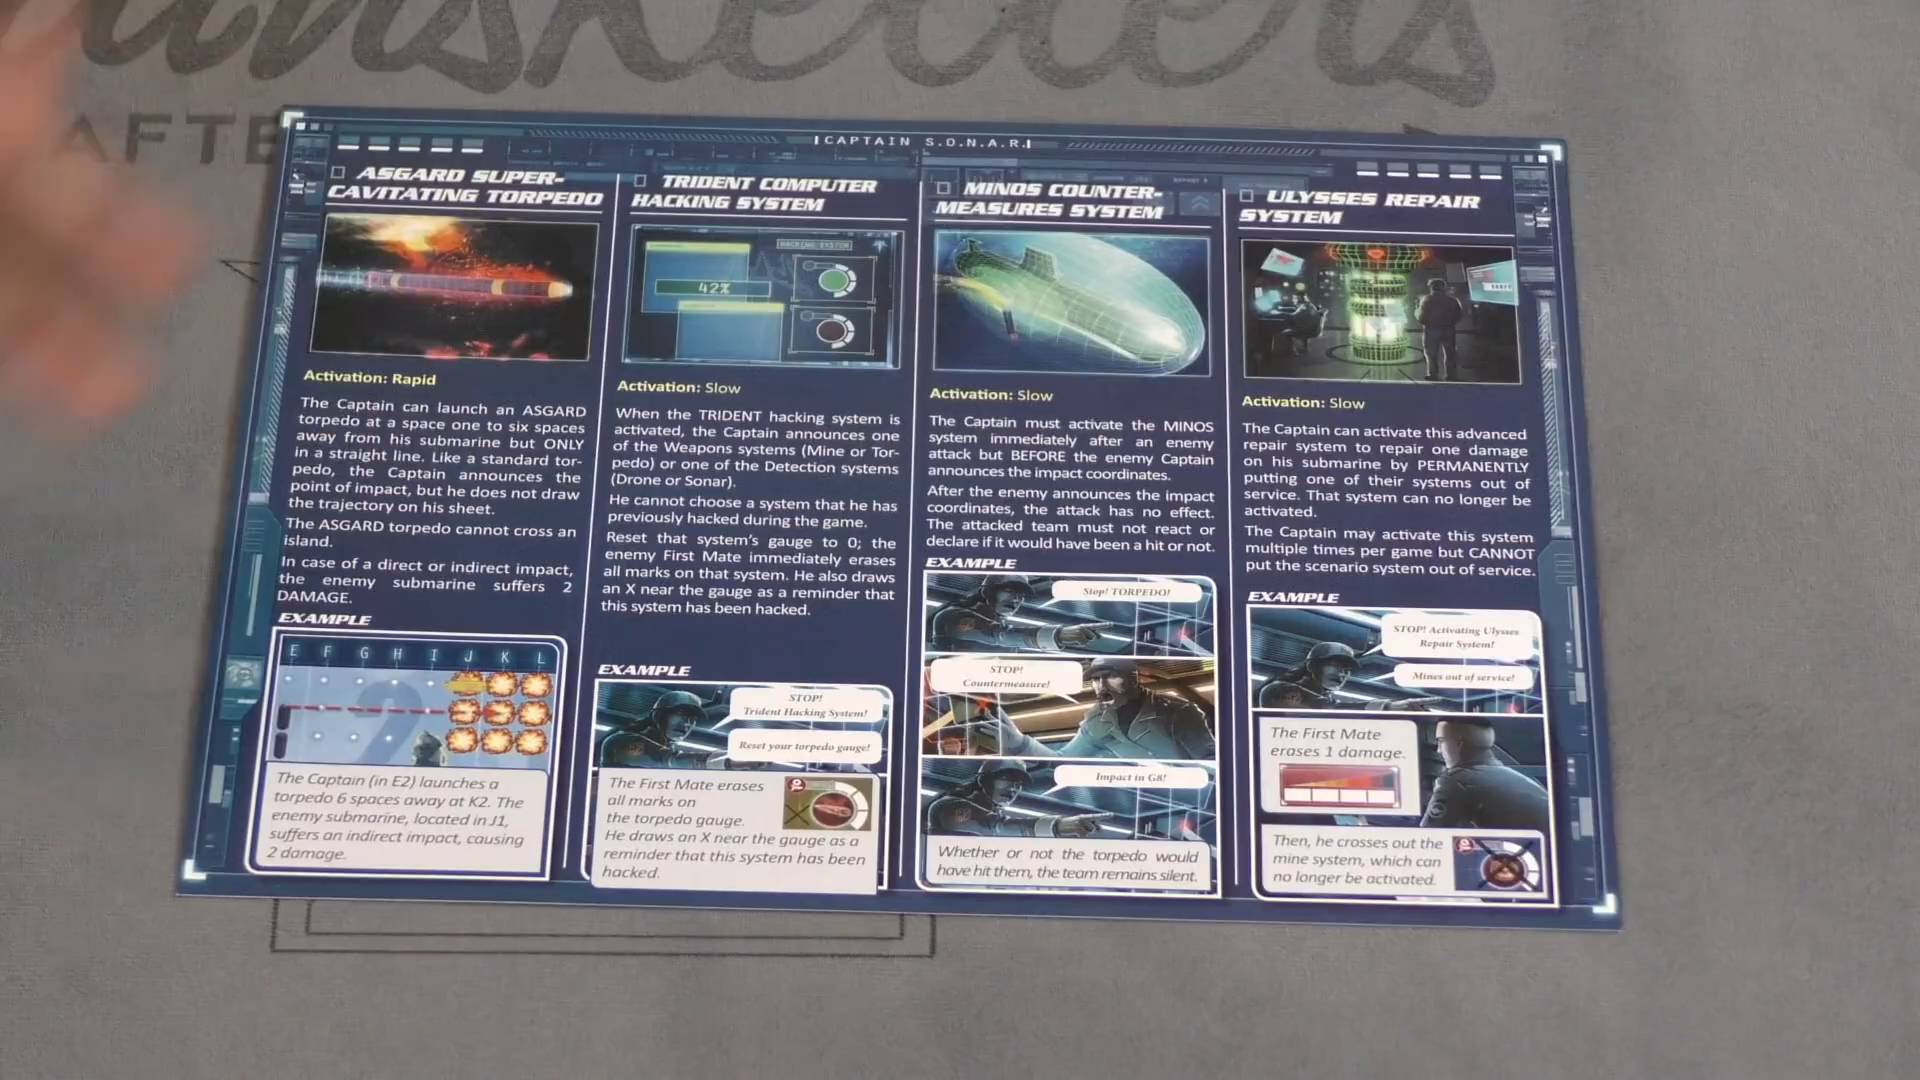 AFTE
CAPTAIN S.O.N.A.R.
ASGARD SUPER-
CAVITATING TORPEDO
Activation: Rapid
The Captain can launch an ASGARD
torpedo at a space one to six spaces
away from his submarine but ONLY
in a straight line. Like a standard tor-
pedo, the Captain announces the
point of impact, but he does not draw
the trajectory on his sheet.
The ASGARD torpedo cannot cross an
island.
In case of a direct or indirect impact,
the enemy submarine suffers 2
DAMAGE.
EXAMPLE
E F G H I J K L
2
The Captain (in E2) launches a
torpedo 6 spaces away at K2. The
enemy submarine, located in J1,
suffers an indirect impact, causing
2 damage.
TRIDENT COMPUTER
HACKING SYSTEM
HACKING SYSTEM
42%
Activation: Slow
When the TRIDENT hacking system is
activated, the Captain announces one
of the Weapons systems (Mine or Tor-
pedo) or one of the Detection systems
(Drone or Sonar).
He cannot choose a system that he has
previously hacked during the game.
Reset that system's gauge to 0; the
enemy First Mate immediately erases
all marks on that system. He also draws
an X near the gauge as a reminder that
this system has been hacked.
EXAMPLE
STOP!
Trident Hacking System!
Reset your torpedo gauge!
The First Mate erases
all marks on
the torpedo gauge.
He draws an X near the gauge as a
reminder that this system has been
hacked.
MINOS COUNTER-
MEASURES SYSTEM
Activation: Slow
The Captain must activate the MINOS
system immediately after an enemy
attack but BEFORE the enemy Captain
announces the impact coordinates.
After the enemy announces the impact
coordinates, the attack has no effect.
The attacked team must not react or
declare if it would have been a hit or not.
EXAMPLE
Stop! TORPEDO!
STOP!
Countermeasure!
Impact in G8!
Whether or not the torpedo would
have hit them, the team remains silent.
ULYSSES REPAIR
SYSTEM
Activation: Slow
The Captain can activate this advanced
repair system to repair one damage
on his submarine by PERMANENTLY
putting one of their systems out of
service. That system can no longer be
activated.
The Captain may activate this system
multiple times per game but CANNOT
put the scenario system out of service.
EXAMPLE
STOP! Activating Ulysses
Repair System!
Mines out of service!
The First Mate
erases 1 damage.
Then, he crosses out the
mine system, which can
no longer be activated.